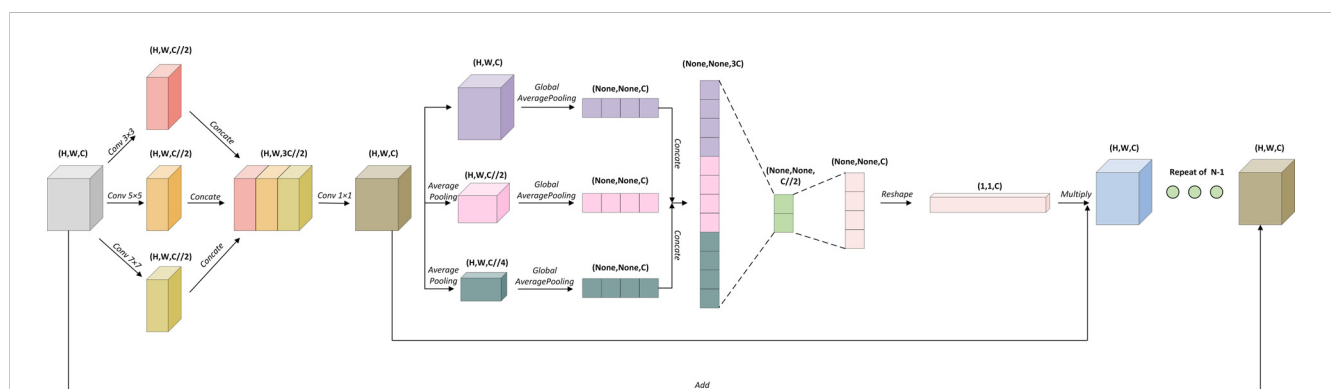 (H,W,C)
Conv 3×3
Conv 5×5
Conv 7×7
(H,W,C//2)
(H,W,C//2)
(H,W,C//2)
Concate
Concate
Concate
(H,W,3C//2)
Conv 1×1
(H,W,C)
(H,W,C)
Average
Pooling
(H,W,C//2)
Average
Pooling
(H,W,C//4)
Global
AveragePooling
Global
AveragePooling
Global
AveragePooling
(None,None,C)
(None,None,C)
(None,None,C)
Concate
Concate
(None,None,3C)
(None,None,
C//2)
(None,None,C)
Reshape
(1,1,C)
Multiply
(H,W,C)
Repeat of N-1
(H,W,C)
Add